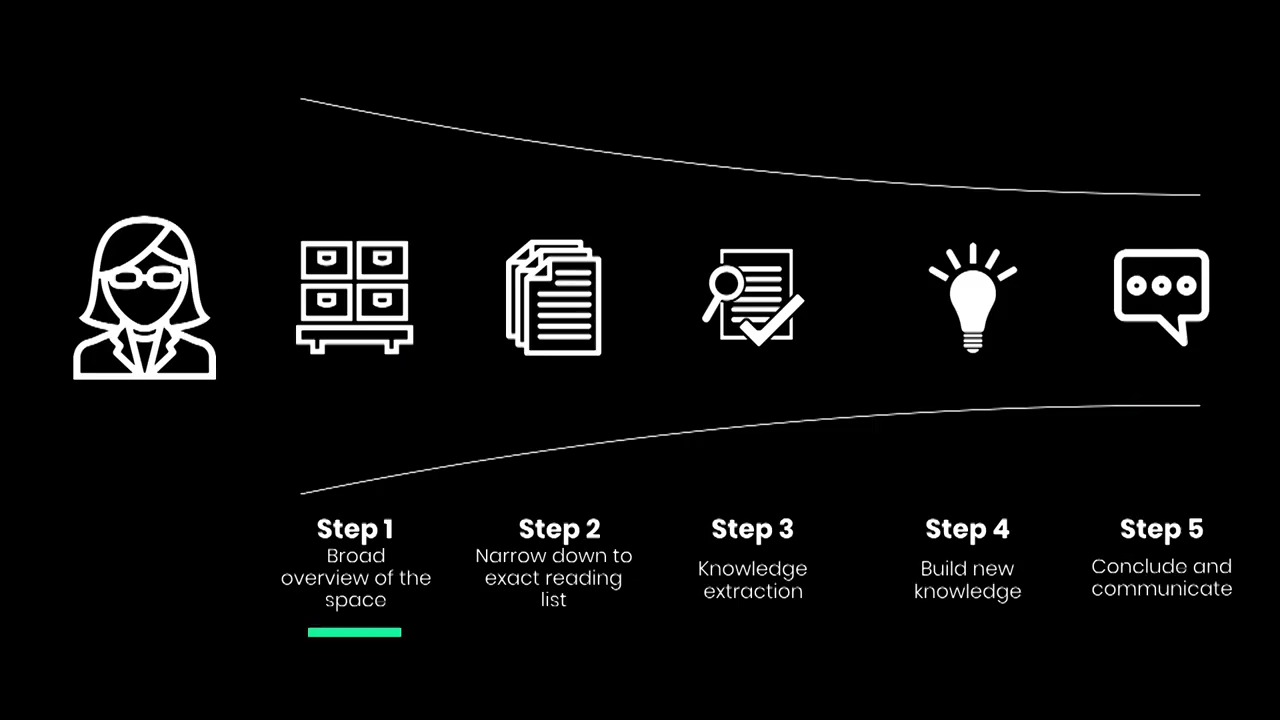 Step 1
Broad
overview of the
space
Step 2
Narrow down to
exact reading
list
Step 3
Knowledge
extraction
Step 4
Build new
knowledge
Step 5
Conclude and
communicate